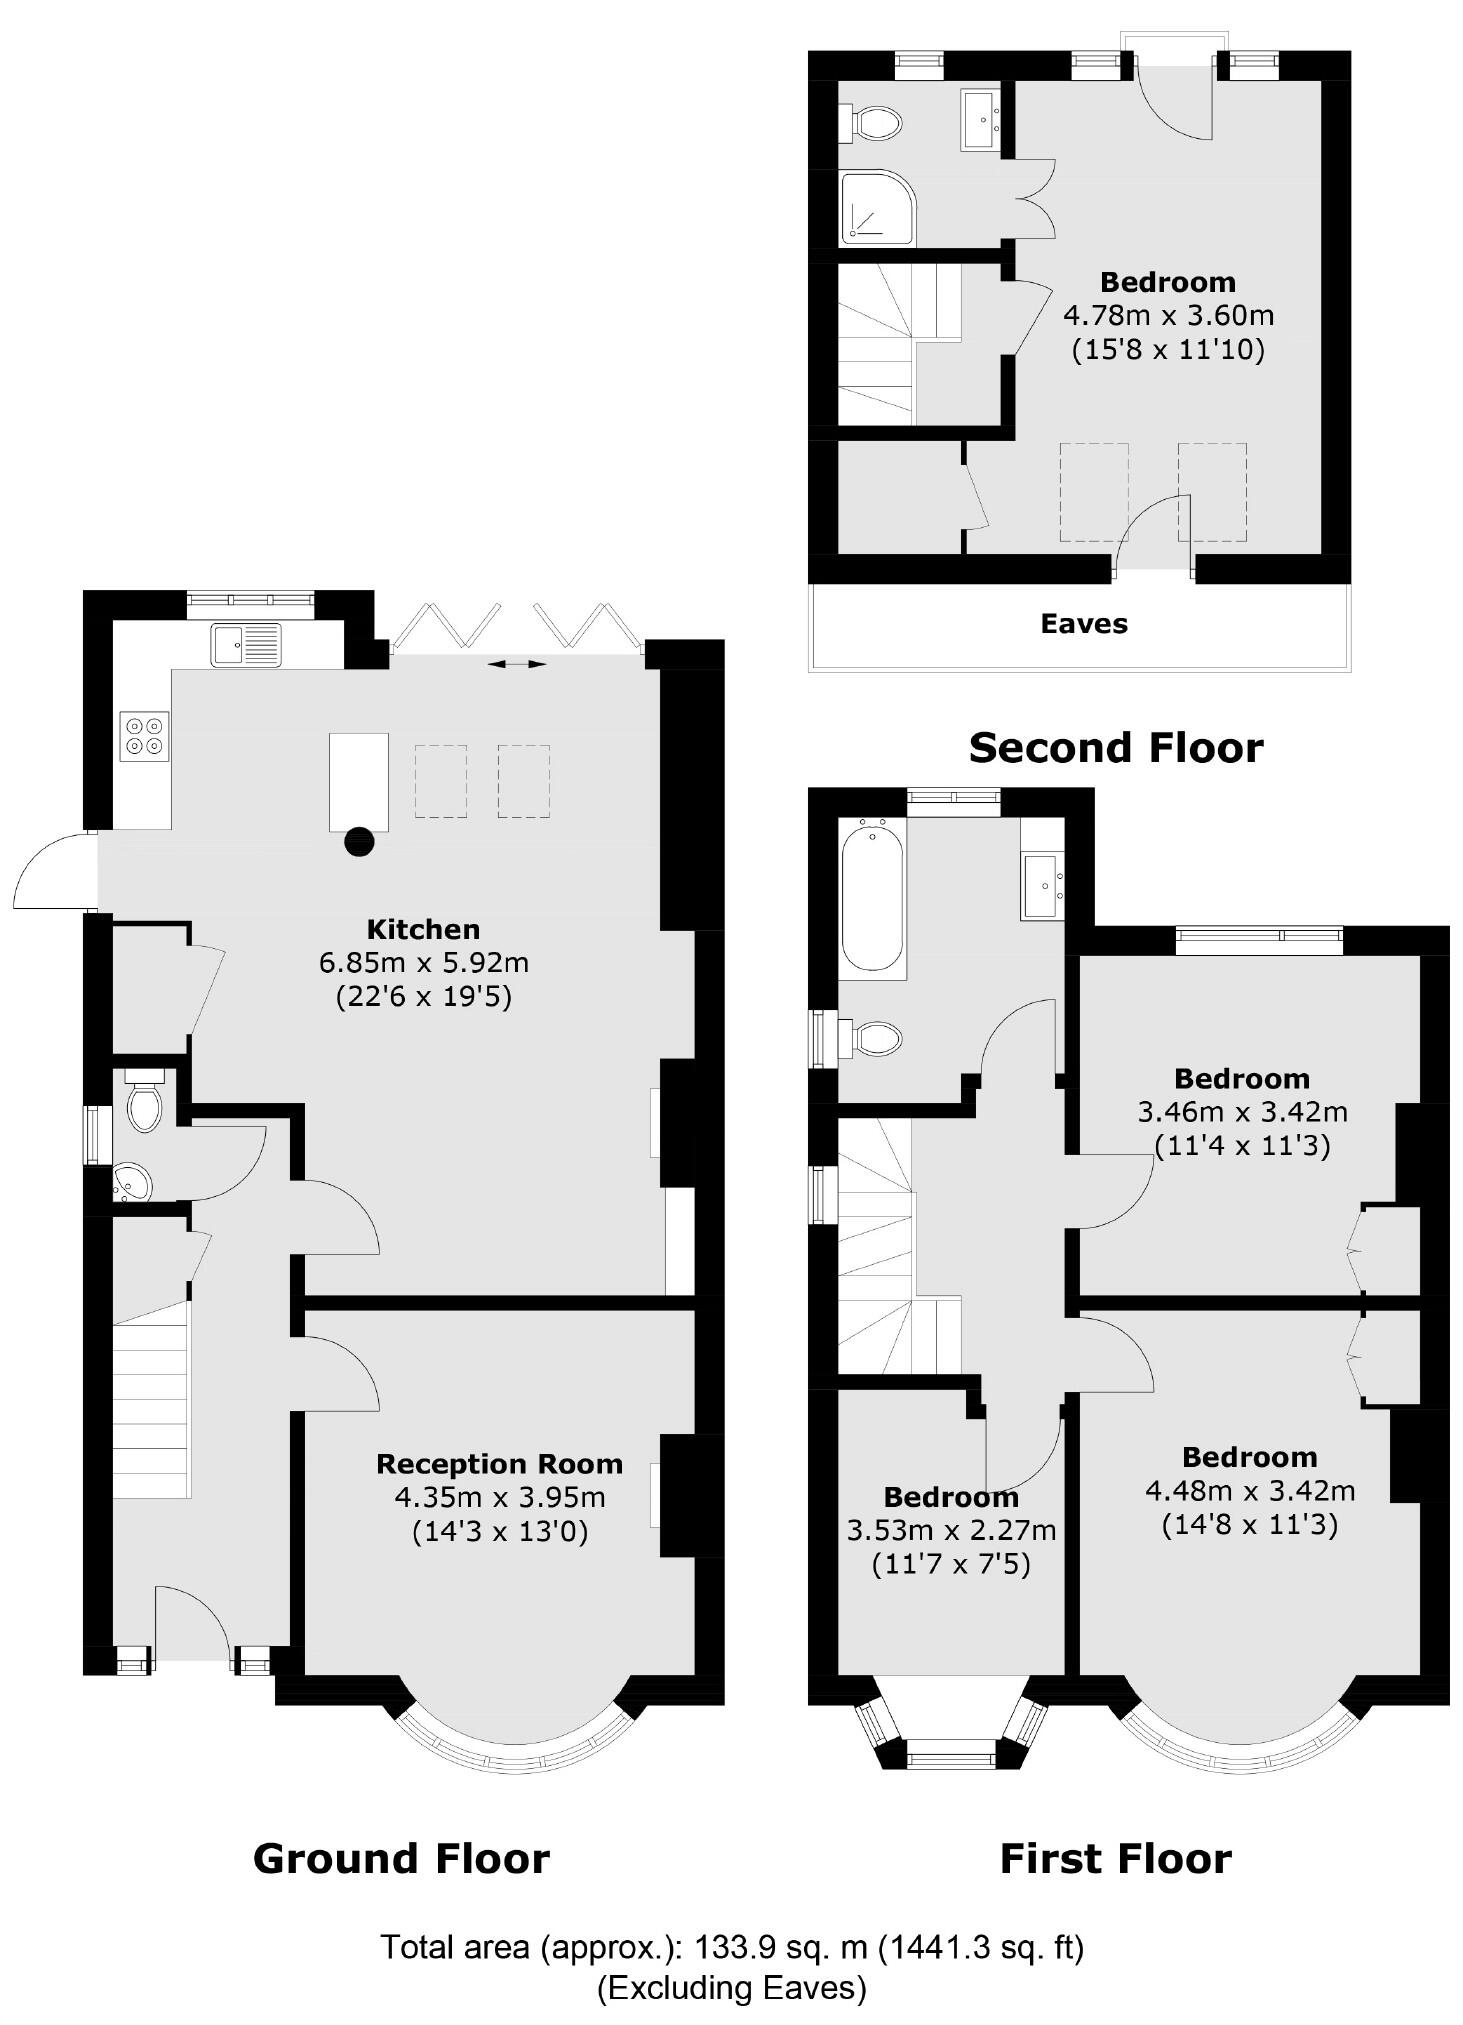 Bedroom
4.78m x 3.60m
(15'8 x 11'10)
Eaves
Second Floor
Kitchen
6.85m x 5.92m
(22'6 x 19'5)
Reception Room
4.35m x 3.95m
(14'3 x 13'0)
Ground Floor
Bedroom
3.46m x 3.42m
(11'4 x 11'3)
Bedroom
4.48m x 3.42m
(14'8 x 11'3)
Bedroom
3.53m x 2.27m
(11'7 x 7'5)
First Floor
Total area (approx.): 133.9 sq. m (1441.3 sq. ft)
(Excluding Eaves)